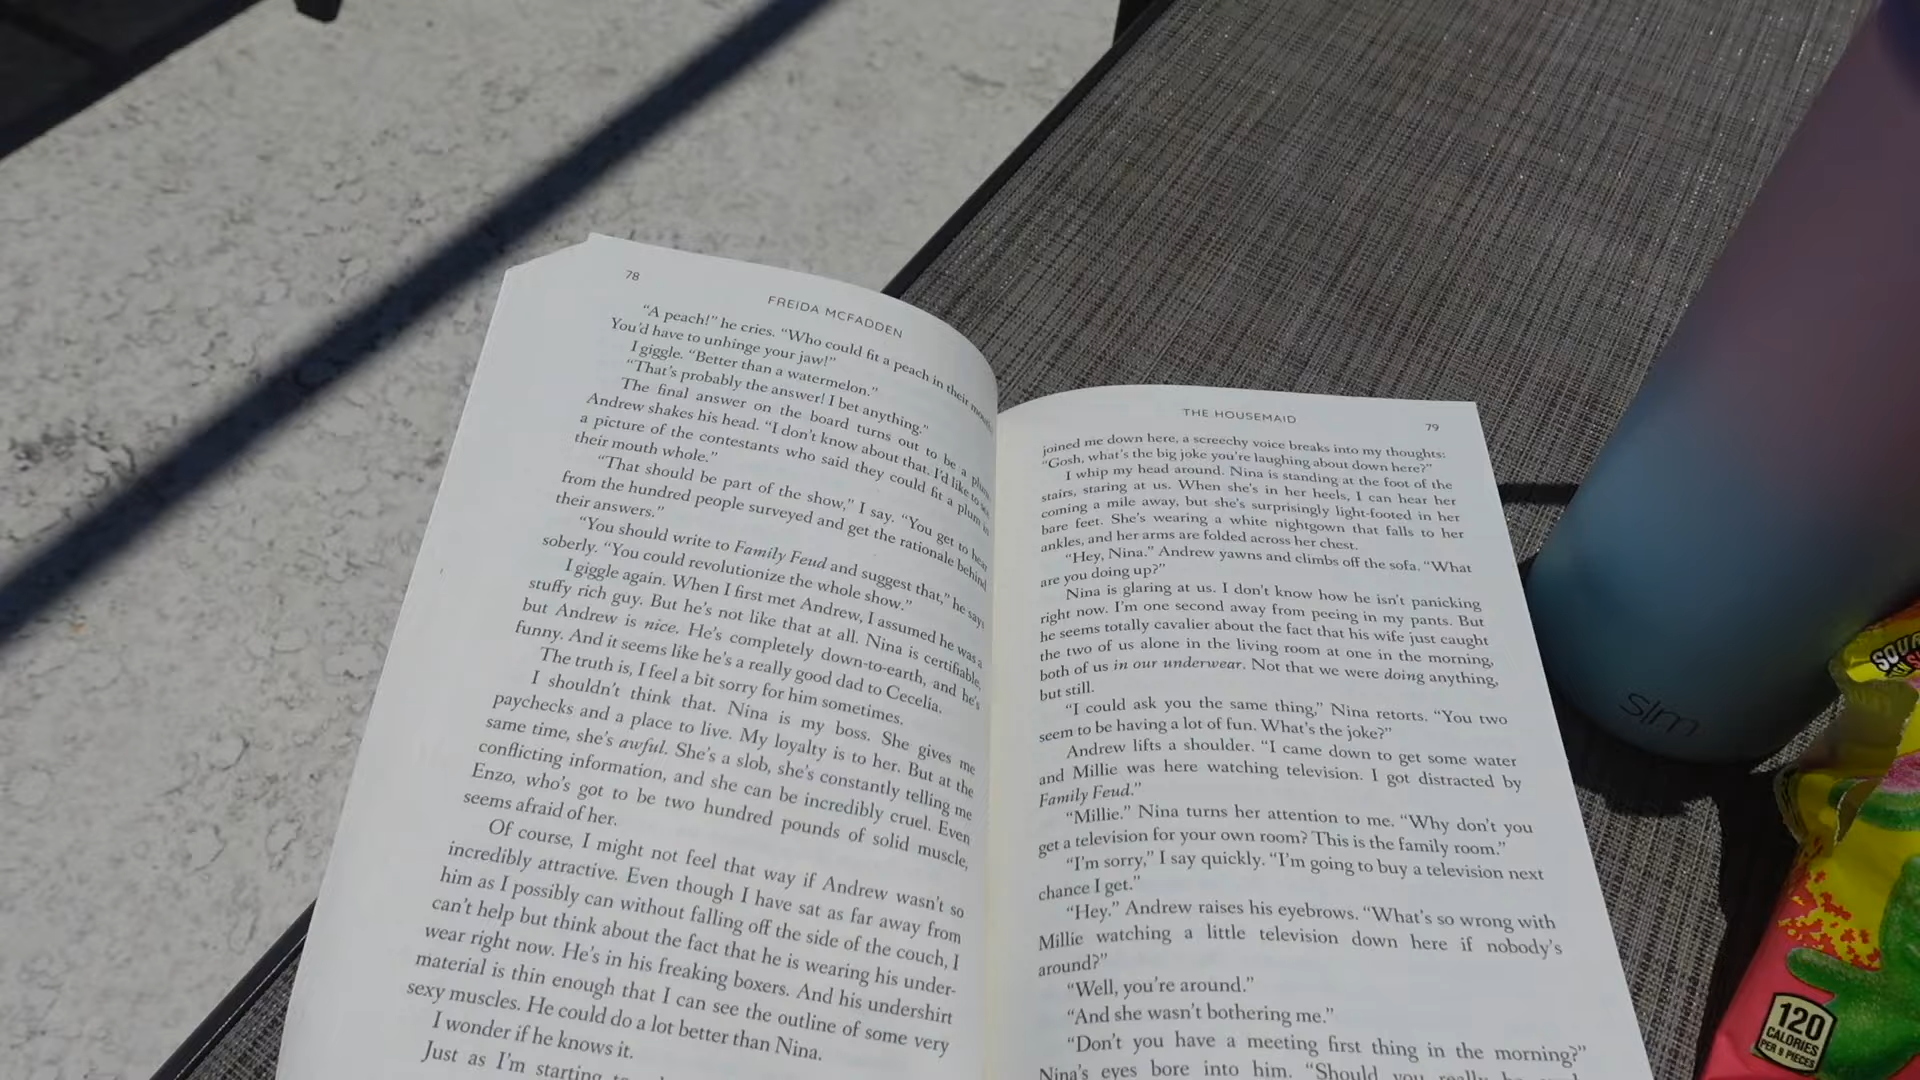 78
FREIDA MCFADDEN
“A peach!” he cries. “Who could fit a peach in their mouth?
You’d have to unhinge your jaw!”
I giggle. “Better than a watermelon.”
“That’s probably the answer! I bet anything.”
The final answer on the board turns out to be a plum.
Andrew shakes his head. “I don’t know about that. I’d like to see
a picture of the contestants who said they could fit a plum in
their mouth whole.”
“That should be part of the show,” I say. “You get to hear
from the hundred people surveyed and get the rationale behind
their answers.”
“You should write to Family Feud and suggest that,” he says
soberly. “You could revolutionize the whole show.”
I giggle again. When I first met Andrew, I assumed he was a
stuffy rich guy. But he’s not like that at all. Nina is certifiable,
but Andrew is nice. He’s completely down-to-earth, and he’s
funny. And it seems like he’s a really good dad to Cecelia.
The truth is, I feel a bit sorry for him sometimes.
I shouldn’t think that. Nina is my boss. She gives me
paychecks and a place to live. My loyalty is to her. But at the
same time, she’s awful. She’s a slob, she’s constantly telling me
conflicting information, and she can be incredibly cruel. Even
Enzo, who’s got to be two hundred pounds of solid muscle,
seems afraid of her.
Of course, I might not feel that way if Andrew wasn’t so
incredibly attractive. Even though I have sat as far away from
him as I possibly can without falling off the side of the couch, I
can’t help but think about the fact that he is wearing his under-
wear right now. He’s in his freaking boxers. And his undershirt
material is thin enough that I can see the outline of some very
sexy muscles. He could do a lot better than Nina.
I wonder if he knows it.
Just as I’m starting
THE HOUSEMAID
79
joined me down here, a screechy voice breaks into my thoughts:
“Gosh, what’s the big joke you’re laughing about down here?”
I whip my head around. Nina is standing at the foot of the
stairs, staring at us. When she’s in her heels, I can hear her
coming a mile away, but she’s surprisingly light-footed in her
bare feet. She’s wearing a white nightgown that falls to her
ankles, and her arms are folded across her chest.
“Hey, Nina.” Andrew yawns and climbs off the sofa. “What
are you doing up?”
Nina is glaring at us. I don’t know how he isn’t panicking
right now. I’m one second away from peeing in my pants. But
he seems totally cavalier about the fact that his wife just caught
the two of us alone in the living room at one in the morning,
both of us in our underwear. Not that we were doing anything,
but still.
“I could ask you the same thing,” Nina retorts. “You two
seem to be having a lot of fun. What’s the joke?”
Andrew lifts a shoulder. “I came down to get some water
and Millie was here watching television. I got distracted by
Family Feud.”
“Millie.” Nina turns her attention to me. “Why don’t you
get a television for your own room? This is the family room.”
“I’m sorry,” I say quickly. “I’m going to buy a television next
chance I get.”
“Hey.” Andrew raises his eyebrows. “What’s so wrong with
Millie watching a little television down here if nobody’s
around?”
“Well, you’re around.”
“And she wasn’t bothering me.”
“Don’t you have a meeting first thing in the morning?”
Nina’s eyes bore into him. “Should you really
slm
SOUR
120
CALORIES
PER 8 PIECES